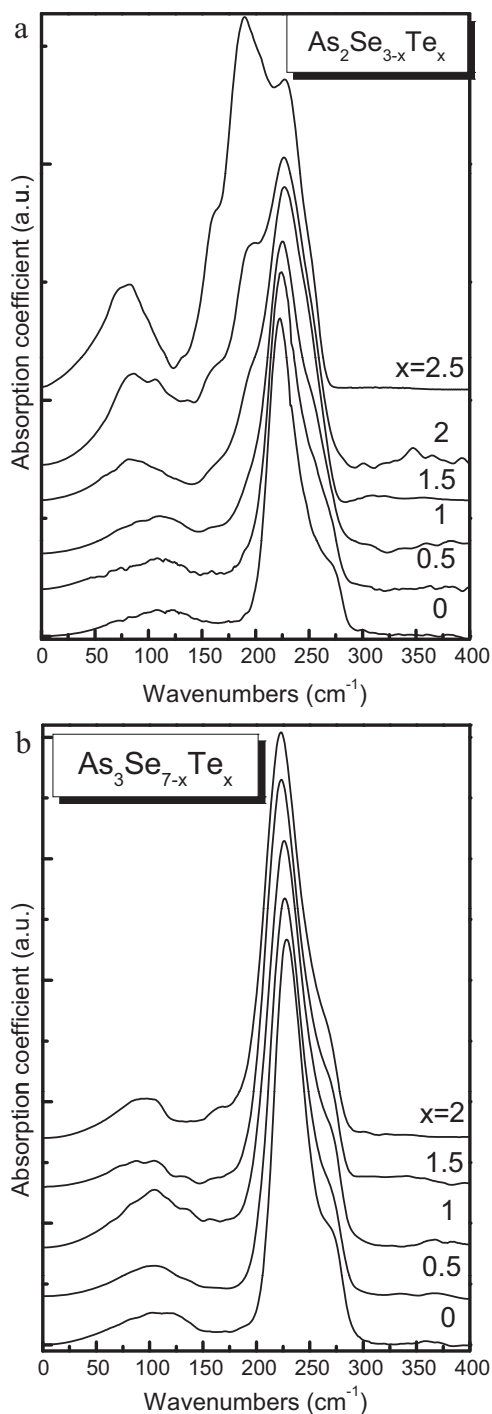 a
As₂Se₃₋ₓTeₓ
Absorption coefficient (a.u.)
x=2.5
2
1.5
1
0.5
0
0 50 100 150 200 250 300 350 400
Wavenumbers (cm⁻¹)
b
As₃Se₇₋ₓTeₓ
Absorption coefficient (a.u.)
x=2
1.5
1
0.5
0
0 50 100 150 200 250 300 350 400
Wavenumbers (cm⁻¹)